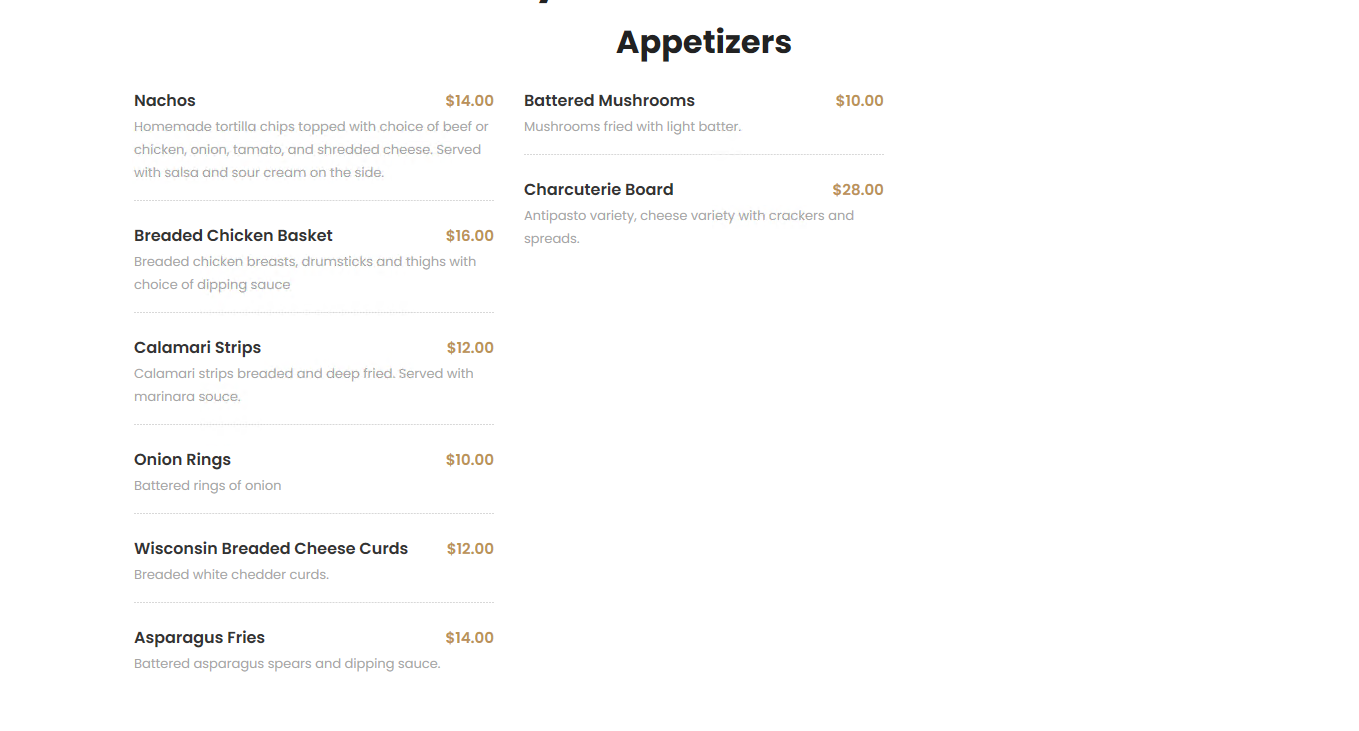 Appetizers
Nachos $14.00
Homemade tortilla chips topped with choice of beef or
chicken, onion, tamato, and shredded cheese. Served
with salsa and sour cream on the side.
Breaded Chicken Basket $16.00
Breaded chicken breasts, drumsticks and thighs with
choice of dipping sauce
Calamari Strips $12.00
Calamari strips breaded and deep fried. Served with
marinara souce.
Onion Rings $10.00
Battered rings of onion
Wisconsin Breaded Cheese Curds $12.00
Breaded white chedder curds.
Asparagus Fries $14.00
Battered asparagus spears and dipping sauce.
Battered Mushrooms $10.00
Mushrooms fried with light batter.
Charcuterie Board $28.00
Antipasto variety, cheese variety with crackers and
spreads.